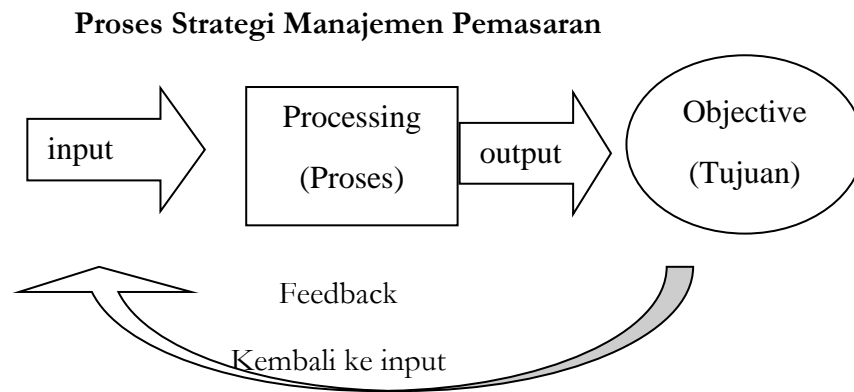 Proses Strategi Manajemen Pemasaran
input
Processing
(Proses)
output
Objective
(Tujuan)
Feedback
Kembali ke input